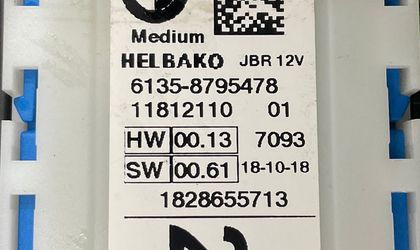 Medium
HELBAKO JBR 12V
6135-8795478
11812110 01
HW 00.13 7093
SW 00.61 18-10-18
1828655713
2